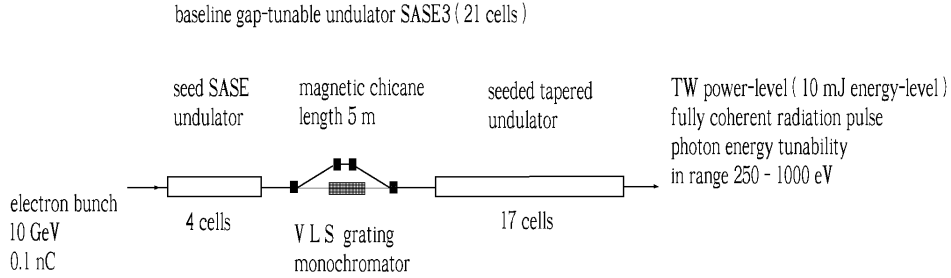 baseline gap-tunable undulator SASE3 ( 21 cells )
seed SASE
undulator
magnetic chicane
length 5 m
seeded tapered
undulator
TW power-level ( 10 mJ energy-level )
fully coherent radiation pulse
photon energy tunability
in range 250 - 1000 eV
electron bunch
10 GeV
0.1 nC
4 cells
V L S grating
monochromator
17 cells